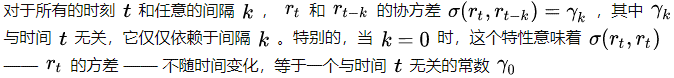 对于所有的时刻 t 和任意的间隔 k ， r_t 和 r_{t−k} 的协方差 σ(r_t, r_{t−k}) = γ_k ，其中 γ_k
与时间 t 无关，它仅仅依赖于间隔 k 。特别的，当 k = 0 时，这个特性意味着 σ(r_t, r_t)
—— r_t 的方差 —— 不随时间变化，等于一个与时间 t 无关的常数 γ_0